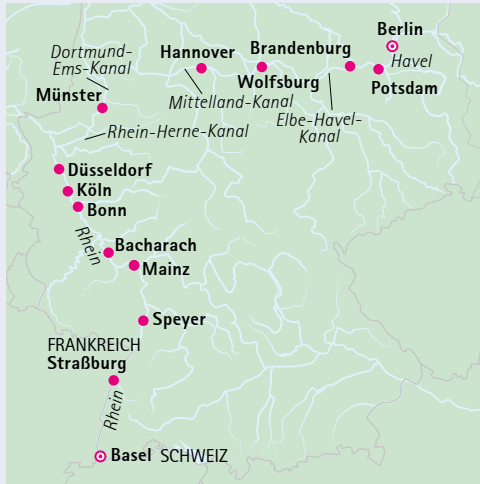 Berlin
Dortmund-
Ems-Kanal
Hannover
Brandenburg
Havel
Wolfsburg
Potsdam
Münster
Mittelland-Kanal
Elbe-Havel-
Kanal
Rhein-Herne-Kanal
Düsseldorf
Köln
Bonn
Rhein
Bacharach
Mainz
Speyer
FRANKREICH
Straßburg
Rhein
Basel SCHWEIZ